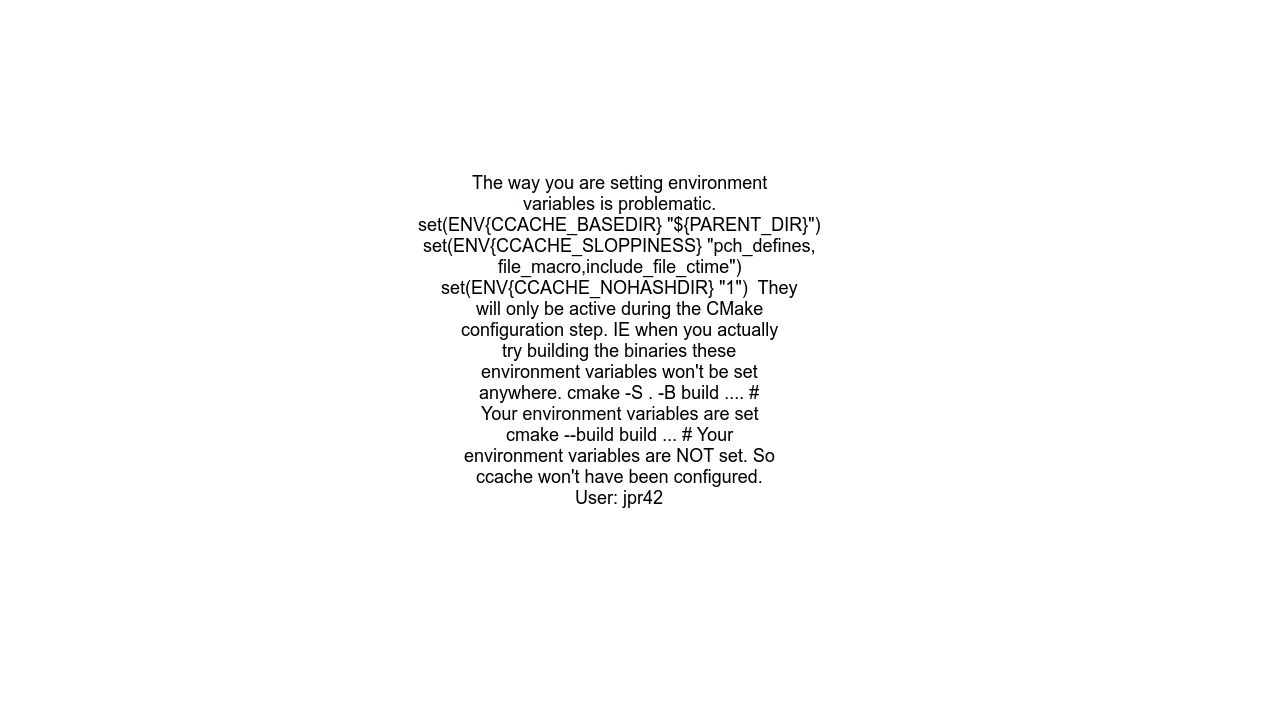 The way you are setting environment
variables is problematic.
set(ENV{CCACHE_BASEDIR} "${PARENT_DIR}")
set(ENV{CCACHE_SLOPPINESS} "pch_defines,
file_macro,include_file_ctime")
set(ENV{CCACHE_NOHASHDIR} "1")  They
will only be active during the CMake
configuration step. IE when you actually
try building the binaries these
environment variables won't be set
anywhere. cmake -S . -B build .... #
Your environment variables are set
cmake --build build ... # Your
environment variables are NOT set. So
ccache won't have been configured.
User: jpr42